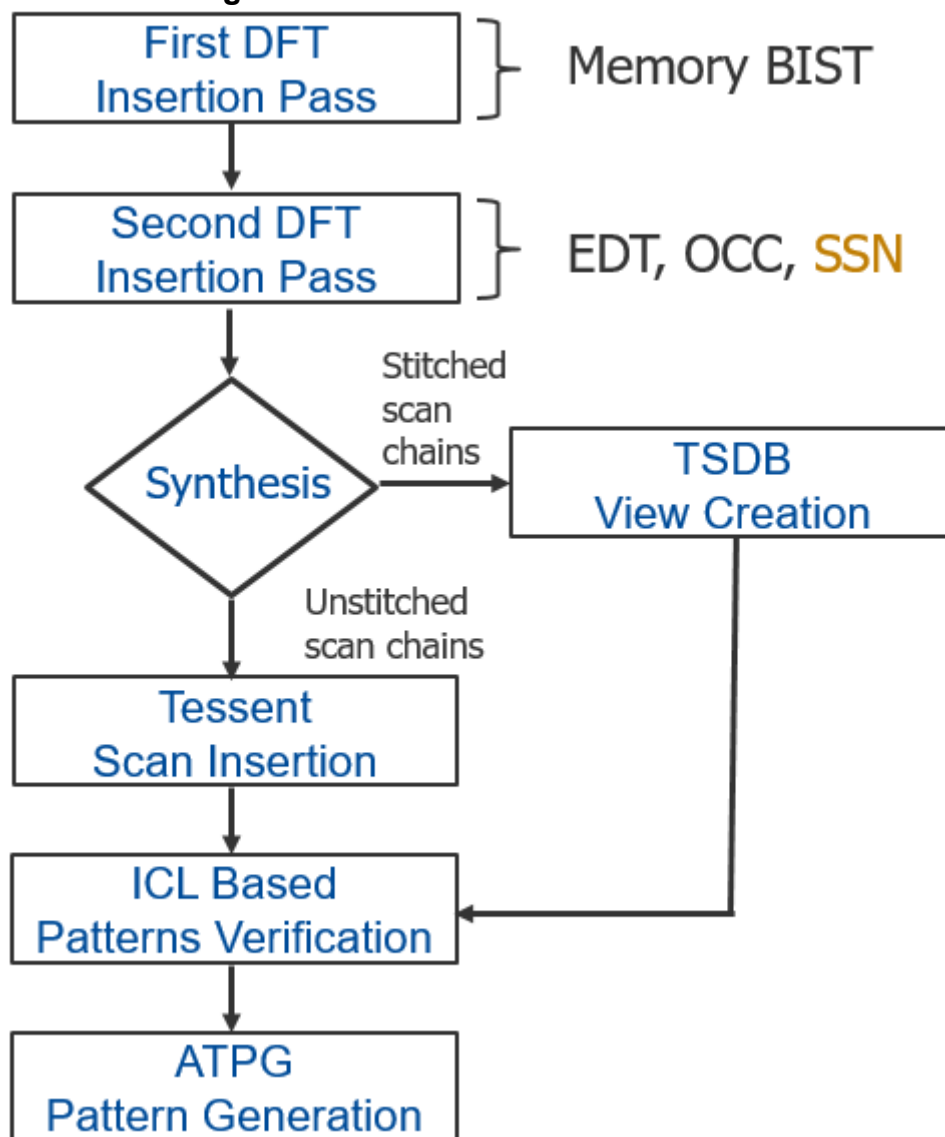 First DFT
Insertion Pass
Memory BIST
Second DFT
Insertion Pass
EDT, OCC, SSN
Stitched
scan
chains
Synthesis
TSDB
View Creation
Unstitched
scan chains
Tessent
Scan Insertion
ICL Based
Patterns Verification
ATPG
Pattern Generation